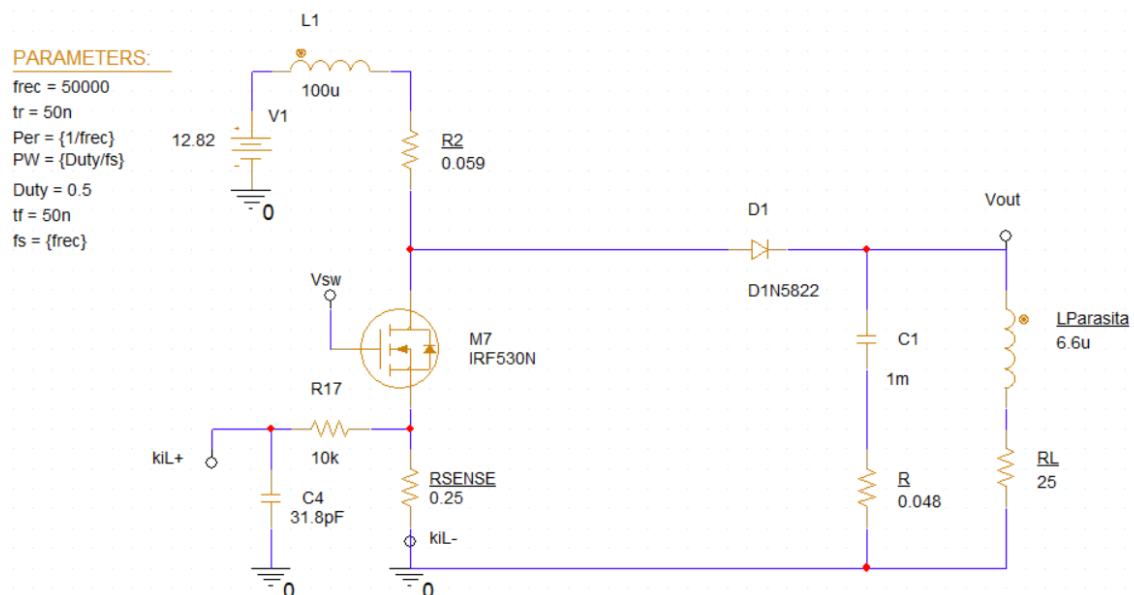 PARAMETERS:
frec = 50000
tr = 50n
Per = {1/frec}
PW = {Duty/fs}
Duty = 0.5
tf = 50n
fs = {frec}
L1
100u
V1
12.82
0
R2
0.059
D1
D1N5822
Vout
Vsw
M7
IRF530N
C1
1m
LParasita
6.6u
R17
10k
kiL+
C4
31.8pF
RSENSE
0.25
kiL-
R
0.048
RL
25
0
0